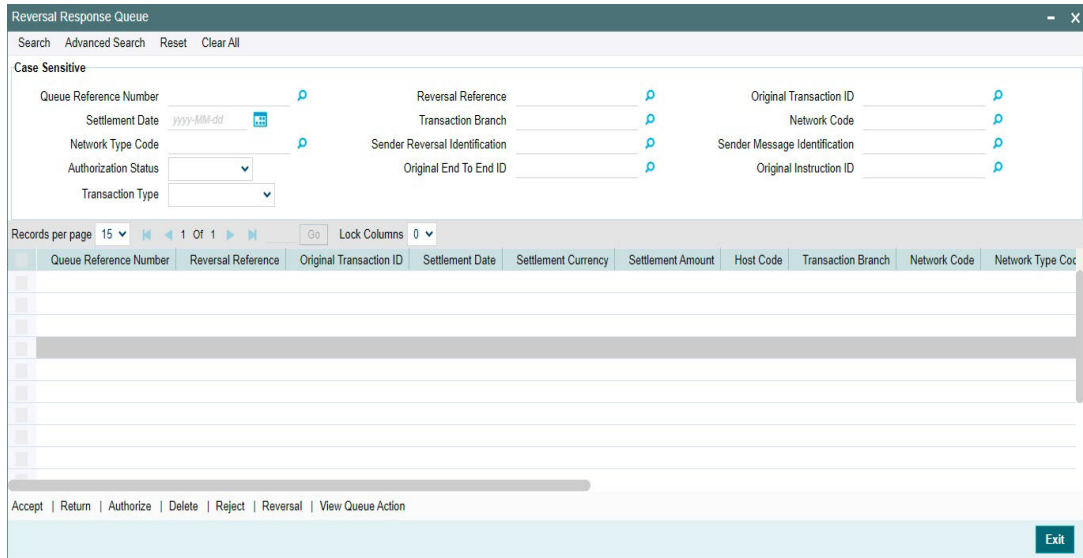 Reversal Response Queue
Search Advanced Search Reset Clear All
Case Sensitive
Queue Reference Number Reversal Reference Original Transaction ID
Settlement Date yyyy-MM-dd Transaction Branch Network Code
Network Type Code Sender Reversal Identification Sender Message Identification
Authorization Status Original End To End ID Original Instruction ID
Transaction Type
Records per page 15 1 Of 1 Go Lock Columns 0
Queue Reference Number Reversal Reference Original Transaction ID Settlement Date Settlement Currency Settlement Amount Host Code Transaction Branch Network Code Network Type Cod
Accept | Return | Authorize | Delete | Reject | Reversal | View Queue Action
Exit